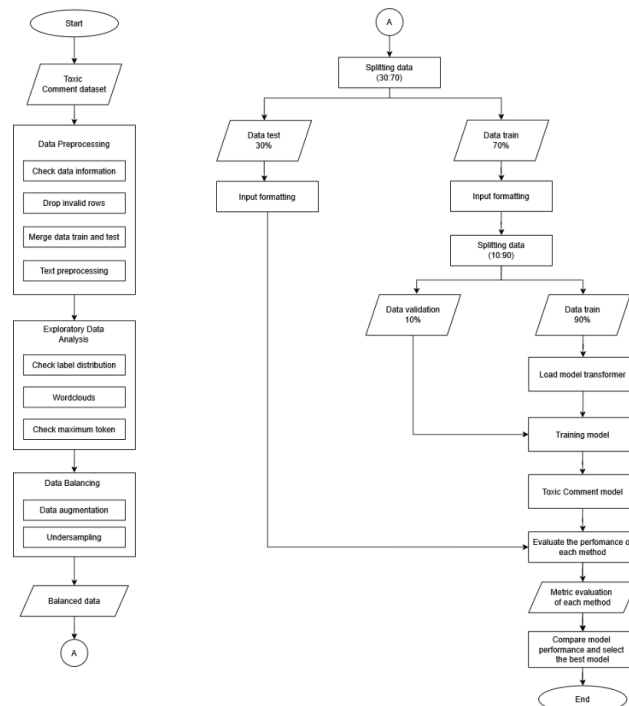 Start
Toxic
Comment dataset
Data Preprocessing
Check data information
Drop invalid rows
Merge data train and test
Text preprocessing
Exploratory Data
Analysis
Check label distribution
Wordclouds
Check maximum token
Data Balancing
Data augmentation
Undersampling
Balanced data
A
A
Splitting data
(30:70)
Data test
30%
Data train
70%
Input formatting
Input formatting
Splitting data
(10:90)
Data validation
10%
Data train
90%
Load model transformer
Training model
Toxic Comment model
Evaluate the perfomance o
each method
Metric evaluation
of each method
Compare model
performance and select
the best model
End